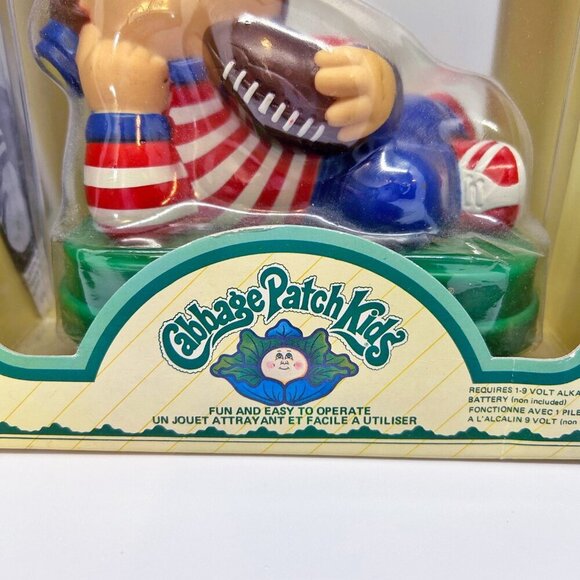 Cabbage Patch Kids
FUN AND EASY TO OPERATE
UN JOUET ATTRAYANT ET FACILE A UTILISER
REQUIRES 1-9 VOLT ALKA
BATTERY (non included)
FONCTIONNE AVEC 1 PILE
A L'ALCALIN 9 VOLT (non